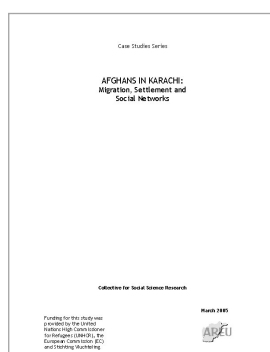 Case Studies Series
AFGHANS IN KARACHI:
Migration, Settlement and
Social Networks
Collective for Social Science Research
March 2005
Funding for this study was
provided by the United
Nations High Commissioner
for Refugees (UNHCR), the
European Commission (EC)
and Stichting Vluchteling.
AREU